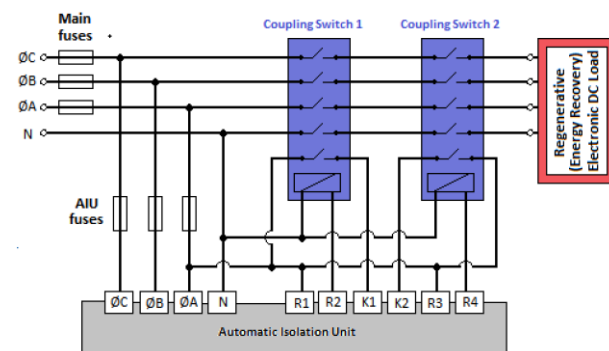 Main
fuses
Coupling Switch 1
Coupling Switch 2
ØC
ØB
ØA
N
Regenerative
(Energy Recovery)
Electronic DC Load
AIU
fuses
ØC ØB ØA N R1 R2 K1 K2 R3 R4
Automatic Isolation Unit